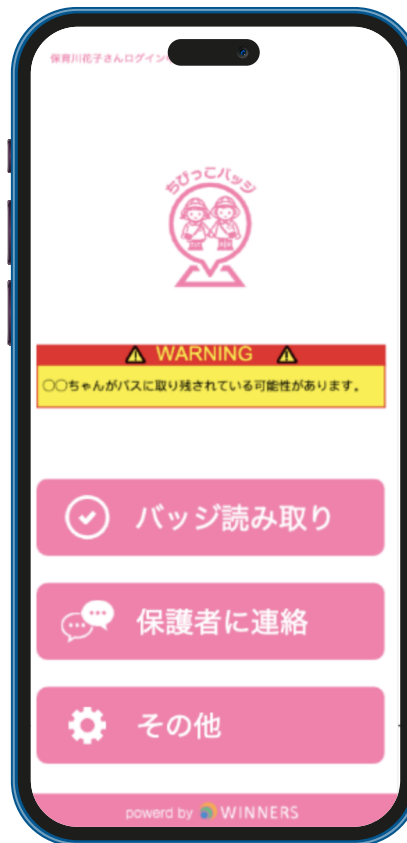 保育川花子さんログイン
ちびっこバッジ
WARNING
○○ちゃんがバスに取り残されている可能性があります。
バッジ読み取り
保護者に連絡
その他
powerd by WINNERS